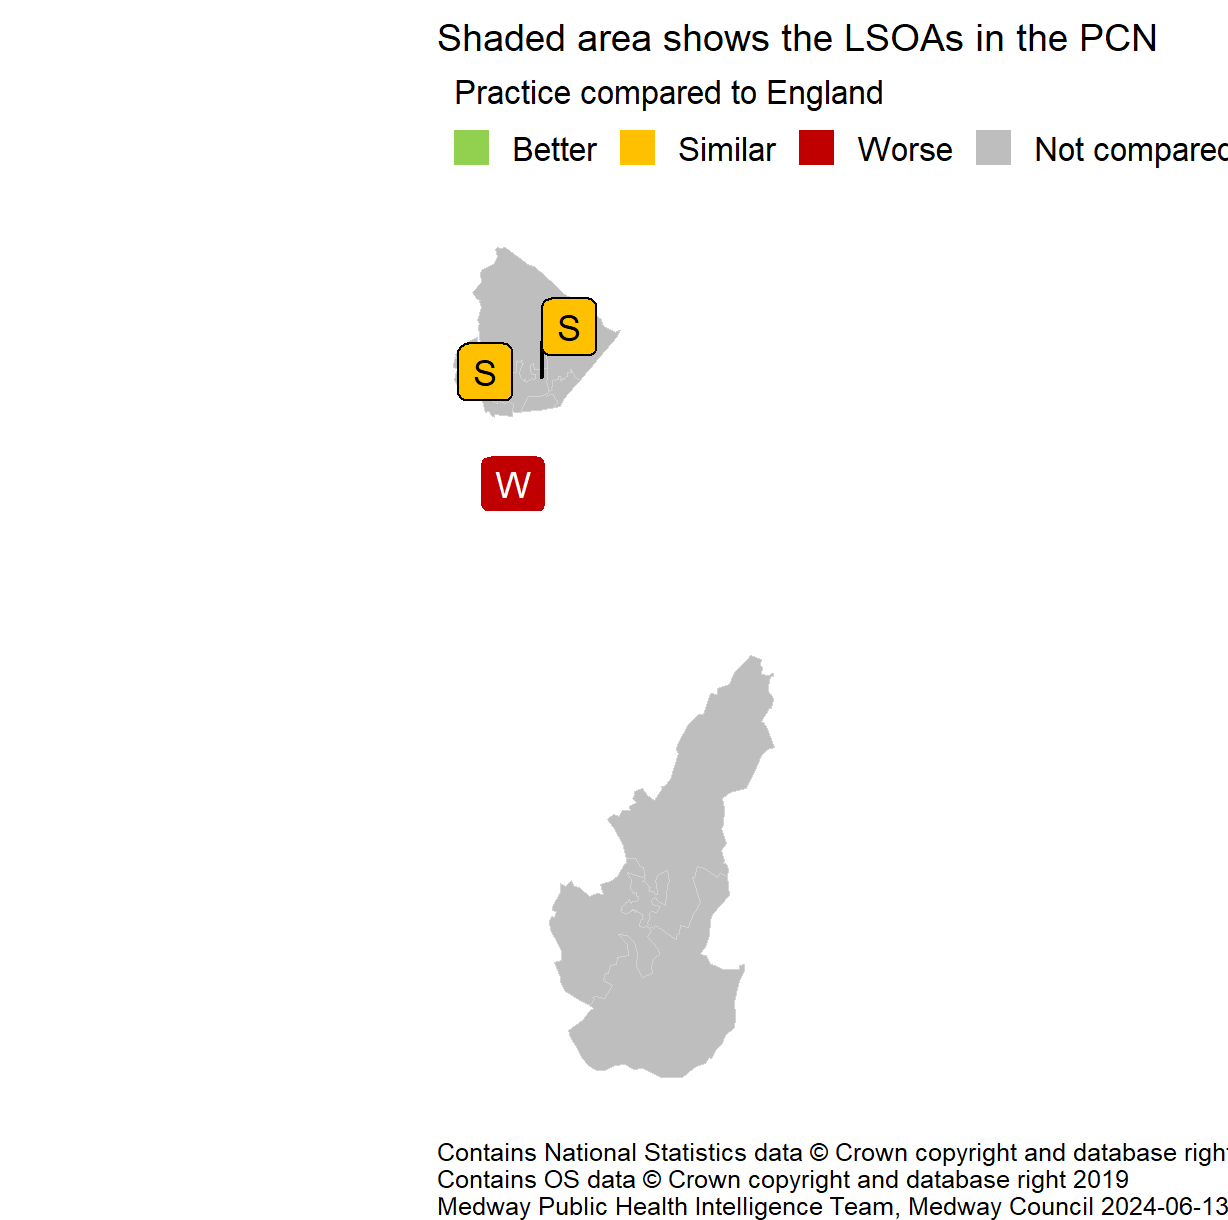 Shaded area shows the LSOAs in the PCN
Practice compared to England
Better Similar Worse Not compared
S
S
W
Contains National Statistics data © Crown copyright and database righ
Contains OS data © Crown copyright and database right 2019
Medway Public Health Intelligence Team, Medway Council 2024-06-13